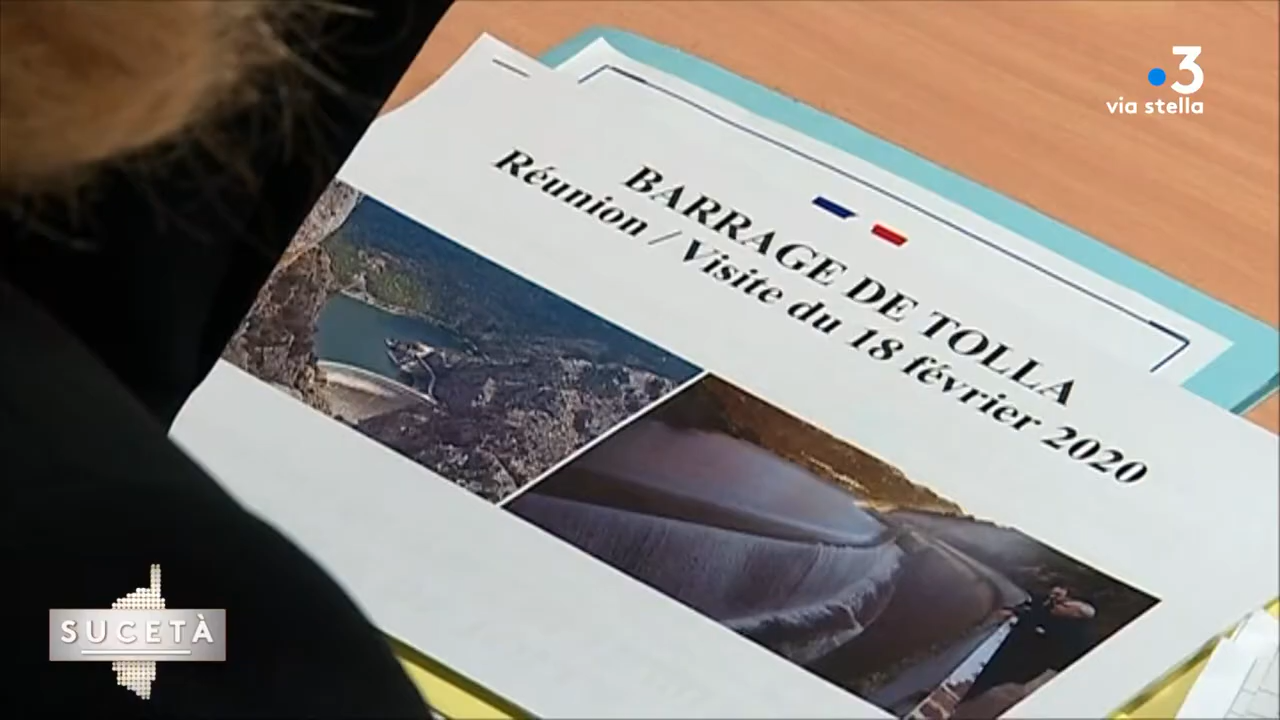 3
via stella
BARRAGE DE TOLLA
Réunion / Visite du 18 février 2020
SUCETÀ